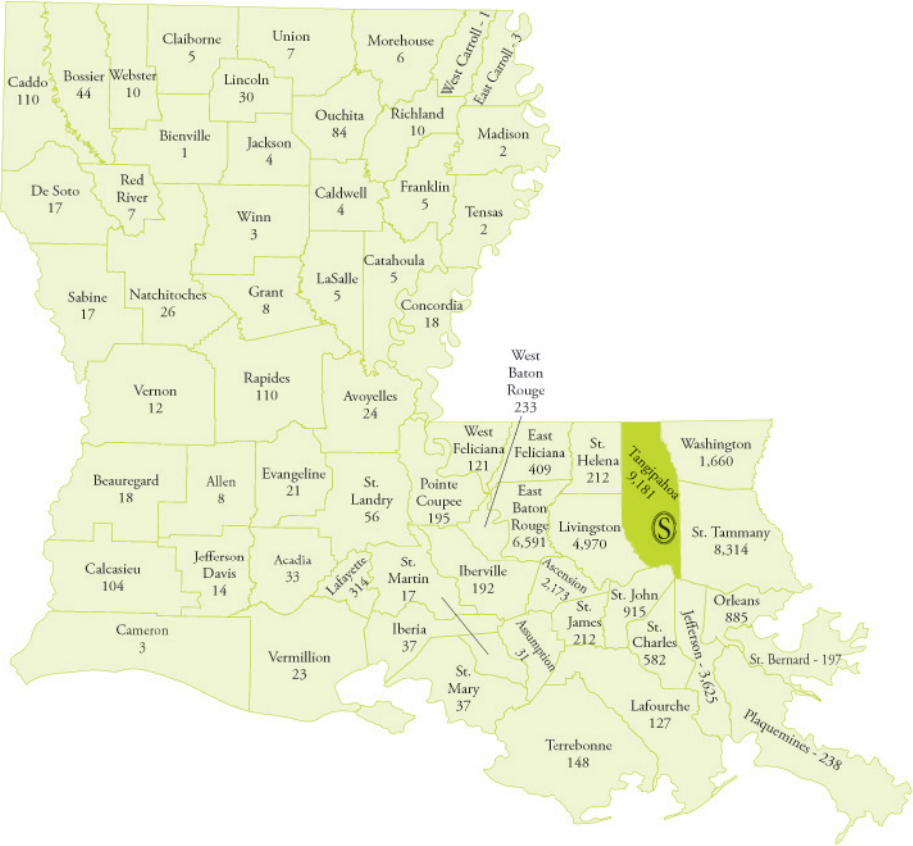 Caddo
110
Bossier
44
Webster
10
Claiborne
5
Union
7
Lincoln
30
Morehouse
6
West Carroll - 1
East Carroll - 3
Ouchita
84
Richland
10
Madison
2
Bienville
1
Jackson
4
De Soto
17
Red
River
7
Winn
3
Caldwell
4
Franklin
5
Tensas
2
Sabine
17
Natchitoches
26
Grant
8
LaSalle
5
Catahoula
5
Concordia
18
Vernon
12
Rapides
110
Avoyelles
24
West
Baton
Rouge
233
Beauregard
18
Allen
8
Evangeline
21
St.
Landry
56
Pointe
Coupee
195
West
Feliciana
121
East
Feliciana
409
St.
Helena
212
Tangipahoa
9,181
S
Washington
1,660
East
Baton
Rouge
6,591
Livingston
4,970
St. Tammany
8,314
Calcasieu
104
Jefferson
Davis
14
Acadia
33
Lafayette
314
St.
Martin
17
Iberville
192
Ascension
2,173
St. John
915
St.
James
212
St.
Charles
582
Jefferson - 3,625
Orleans
885
St. Bernard - 197
Cameron
3
Vermillion
23
Iberia
37
St.
Mary
37
Assumption
31
Lafourche
127
Terrebonne
148
Plaquemines - 238